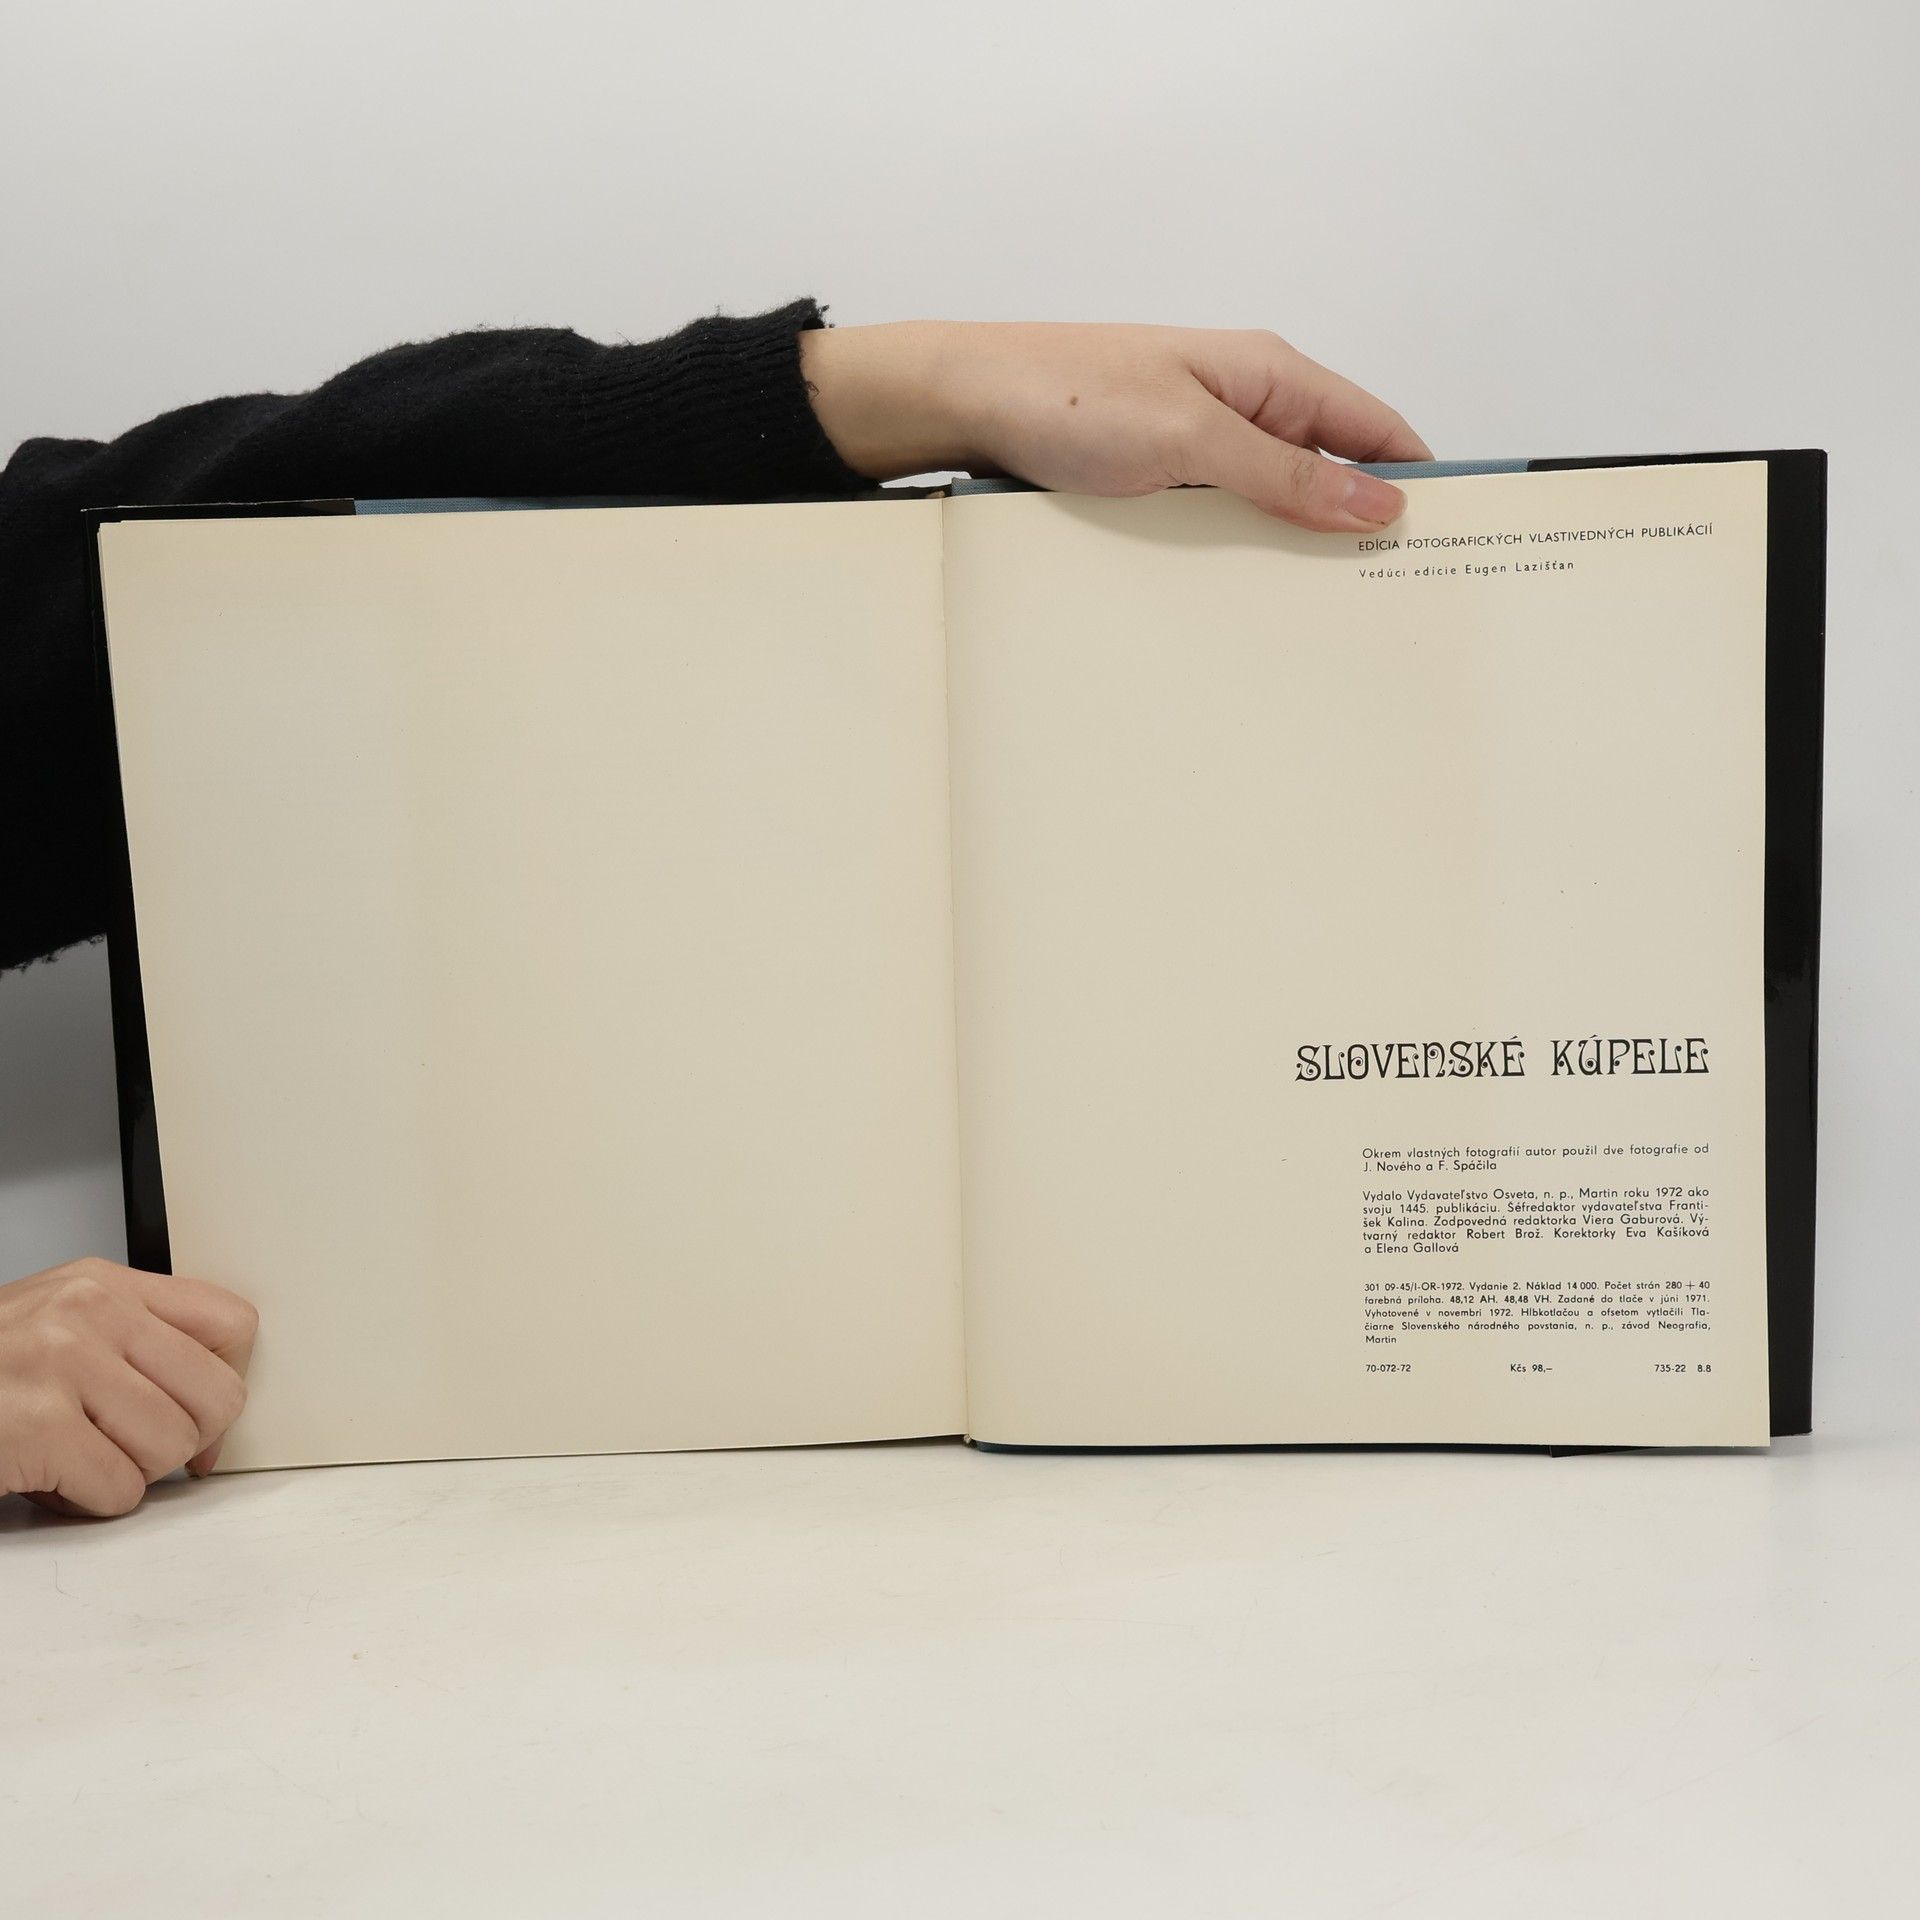 EDÍCIA FOTOGRAFICKÝCH VLASTIVEDNÝCH PUBLIKÁCIÍ
Vedúci edície Eugen Lazišťan
SLOVENSKÉ KÚPELE
Okrem vlastných fotografií autor použil dve fotografie od
J. Nového a F. Spáčila
Vydalo Vydavateľstvo Osveta, n. p., Martin roku 1972 ako
svoju 1445. publikáciu. Šéfredaktor vydavateľstva Franti-
šek Kalina. Zodpovedná redaktorka Viera Gaburová. Vý-
tvarný redaktor Robert Brož. Korektorky Eva Kašíková
a Elena Gallová
301 09-45/I-OR-1972. Vydanie 2. Náklad 14 000. Počet strán 280 + 40
farebná príloha. 48,12 AH. 48,48 VH. Zadané do tlače v júni 1971.
Vyhotovené v novembri 1972. Hĺbkotlačou a ofsetom vytlačili Tla-
čiarne Slovenského národného povstania, n. p., závod Neografia,
Martin
70-072-72 Kčs 98,— 735-22 8.8